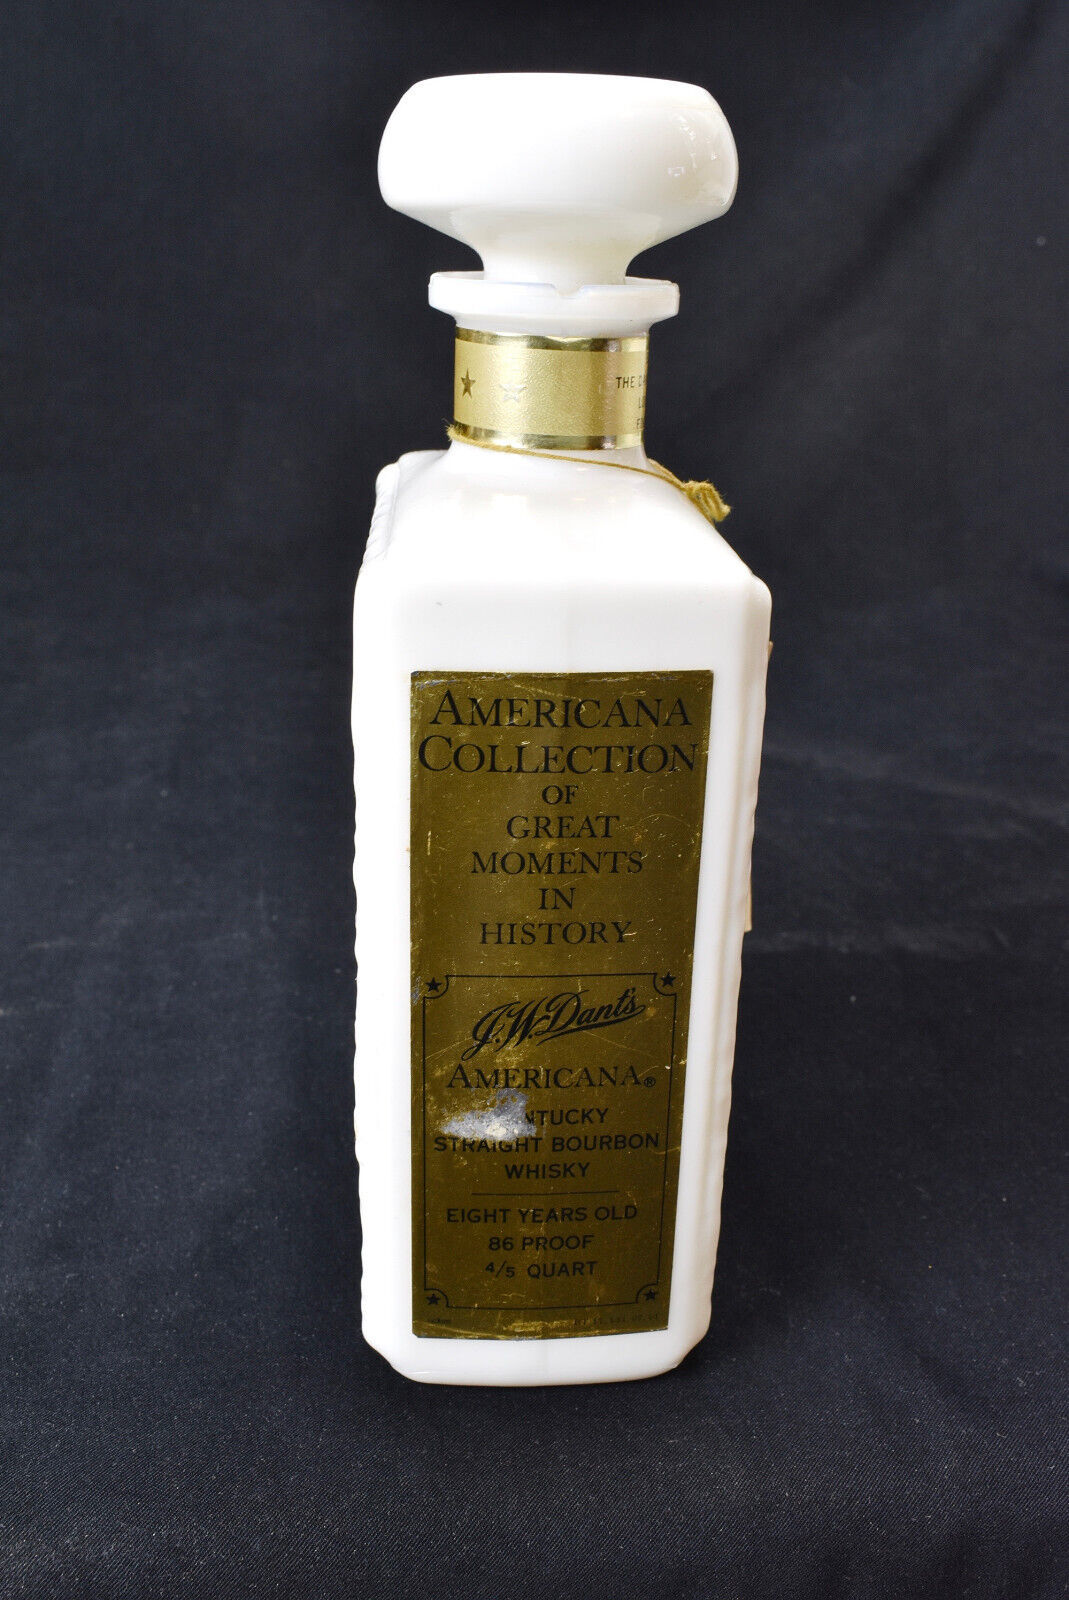 THE
AMERICANA
COLLECTION
OF
GREAT
MOMENTS
IN
HISTORY
J.W. Dant's
AMERICANA®
STRAIGHT BOURBON
WHISKY
EIGHT YEARS OLD
86 PROOF
4/5 QUART